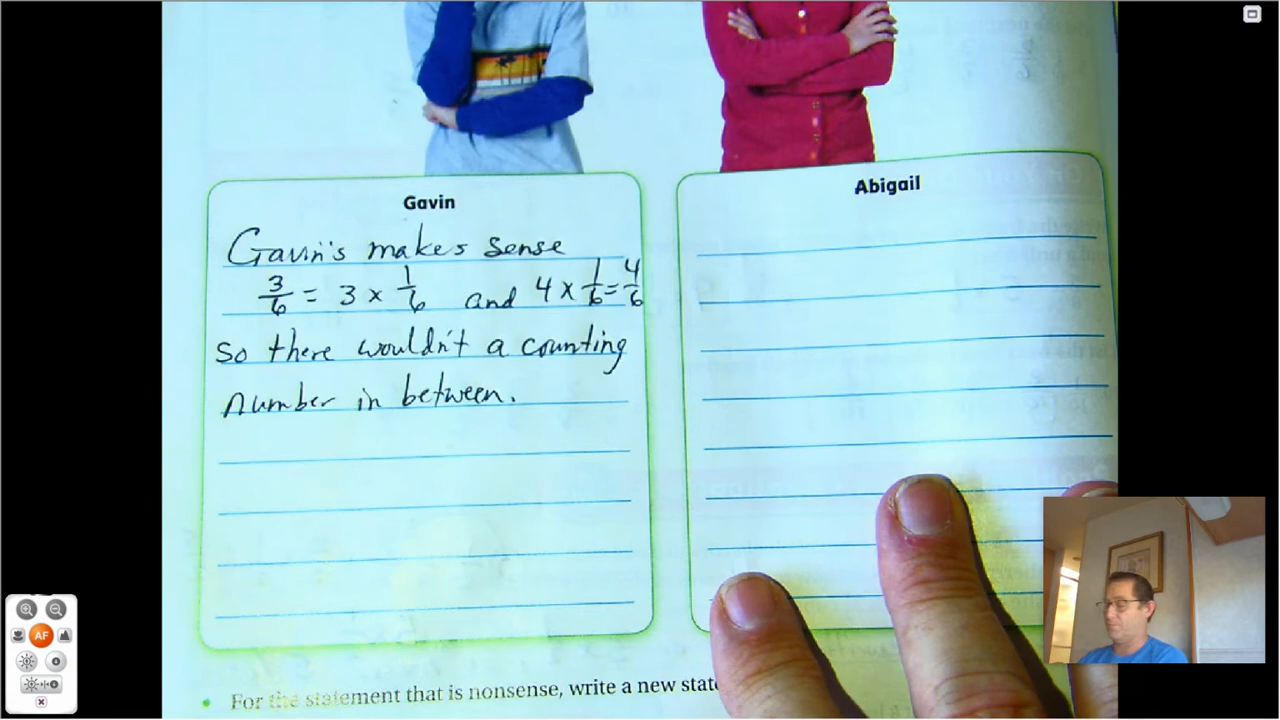 Gavin
Gavin's makes sense
3/6 = 3 x 1/6 and 4 x 1/6 = 4/6
so there wouldn't a counting
number in between.
Abigail
• For the statement that is nonsense, write a new
AF